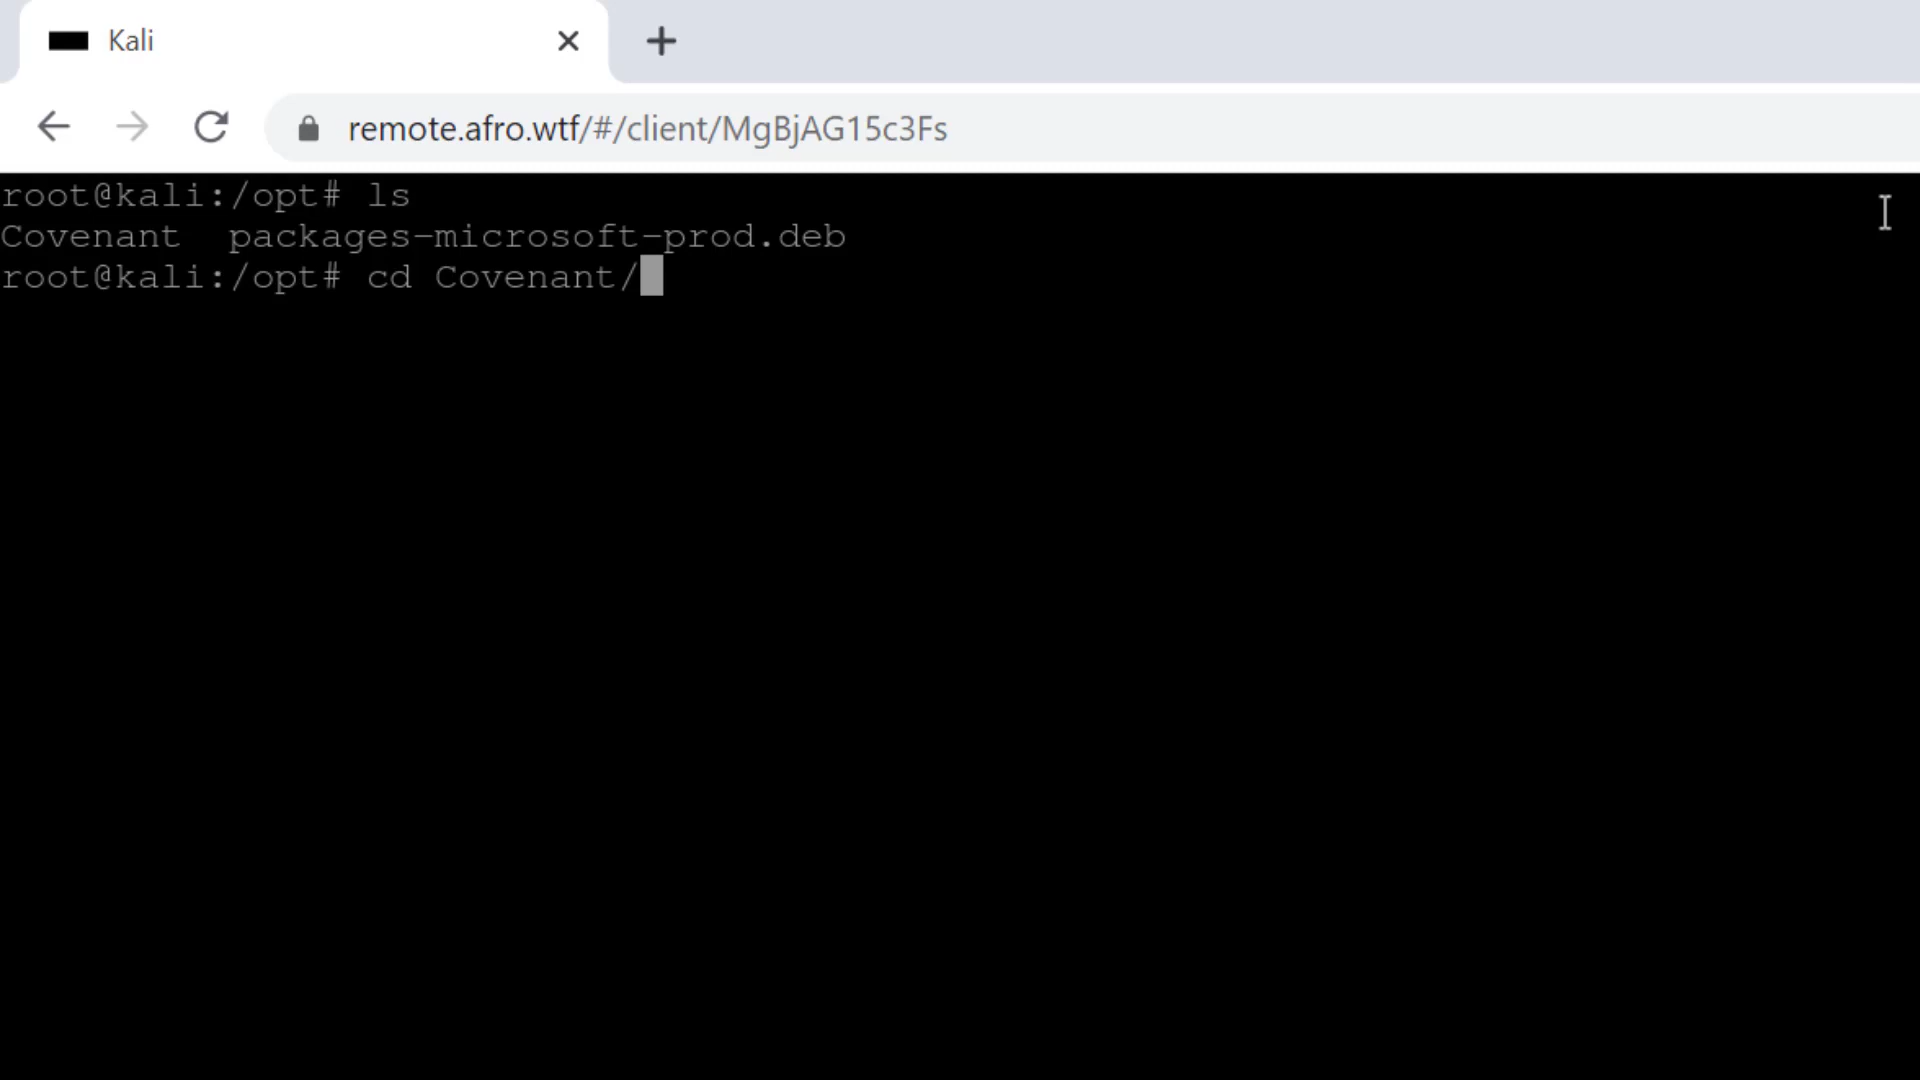 Kali
remote.afro.wtf/#/client/MgBjAG15c3Fs
root@kali:/opt# ls
Covenant  packages-microsoft-prod.deb
root@kali:/opt# cd Covenant/